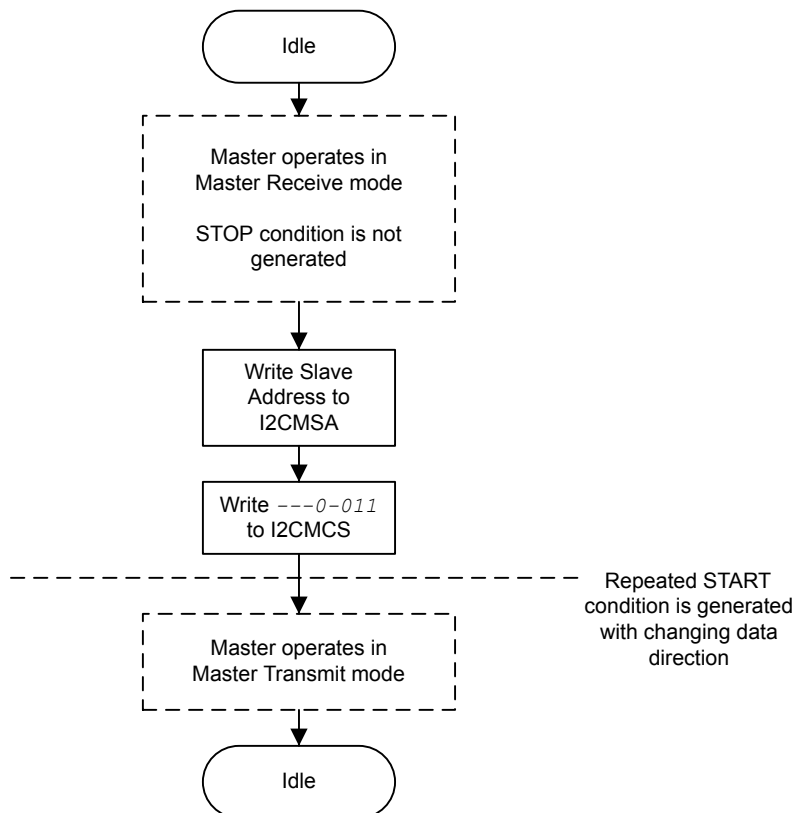 Idle
Master operates in
Master Receive mode
STOP condition is not
generated
Write Slave
Address to
I2CMSA
Write ---0-011
to I2CMCS
Repeated START
condition is generated
with changing data
direction
Master operates in
Master Transmit mode
Idle